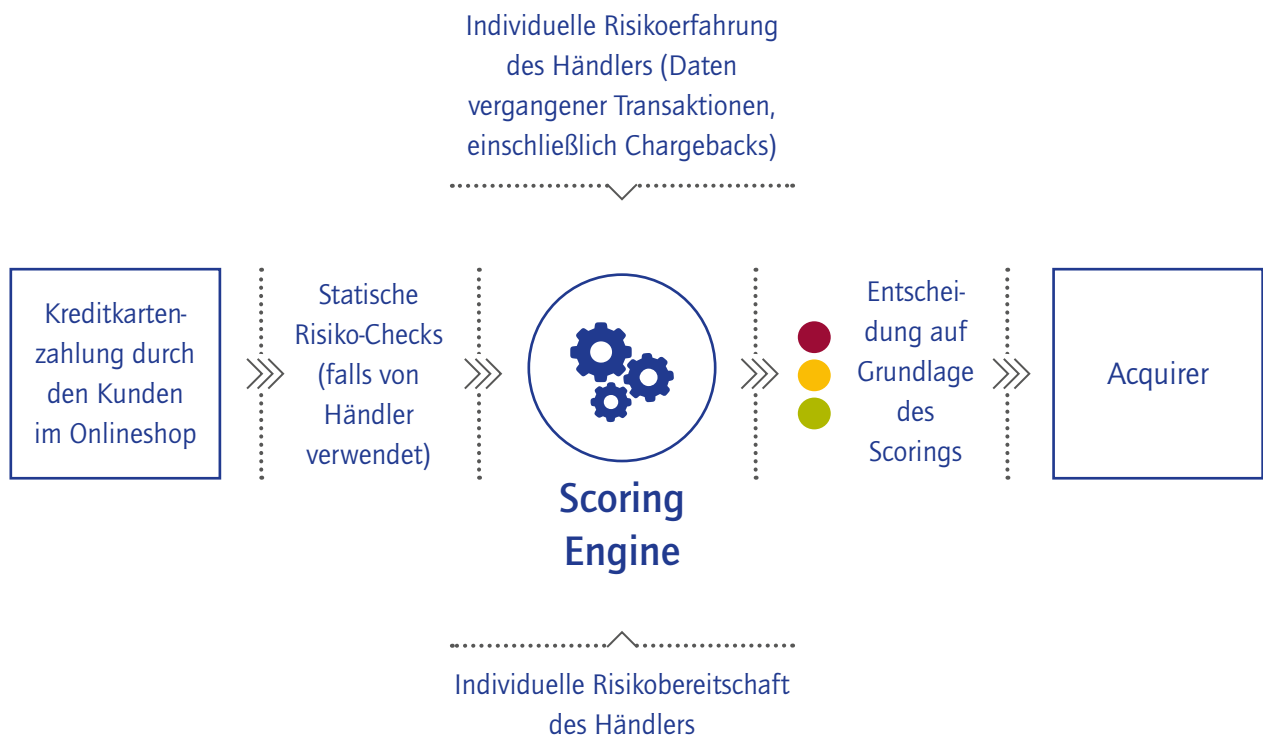 Individuelle Risikoerfahrung
des Händlers (Daten
vergangener Transaktionen,
einschließlich Chargebacks)
Kreditkarten-
zahlung durch
den Kunden
im Onlineshop
Statische
Risiko-Checks
(falls von
Händler
verwendet)
Scoring
Engine
Entschei-
dung auf
Grundlage
des
Scorings
Acquirer
Individuelle Risikobereitschaft
des Händlers